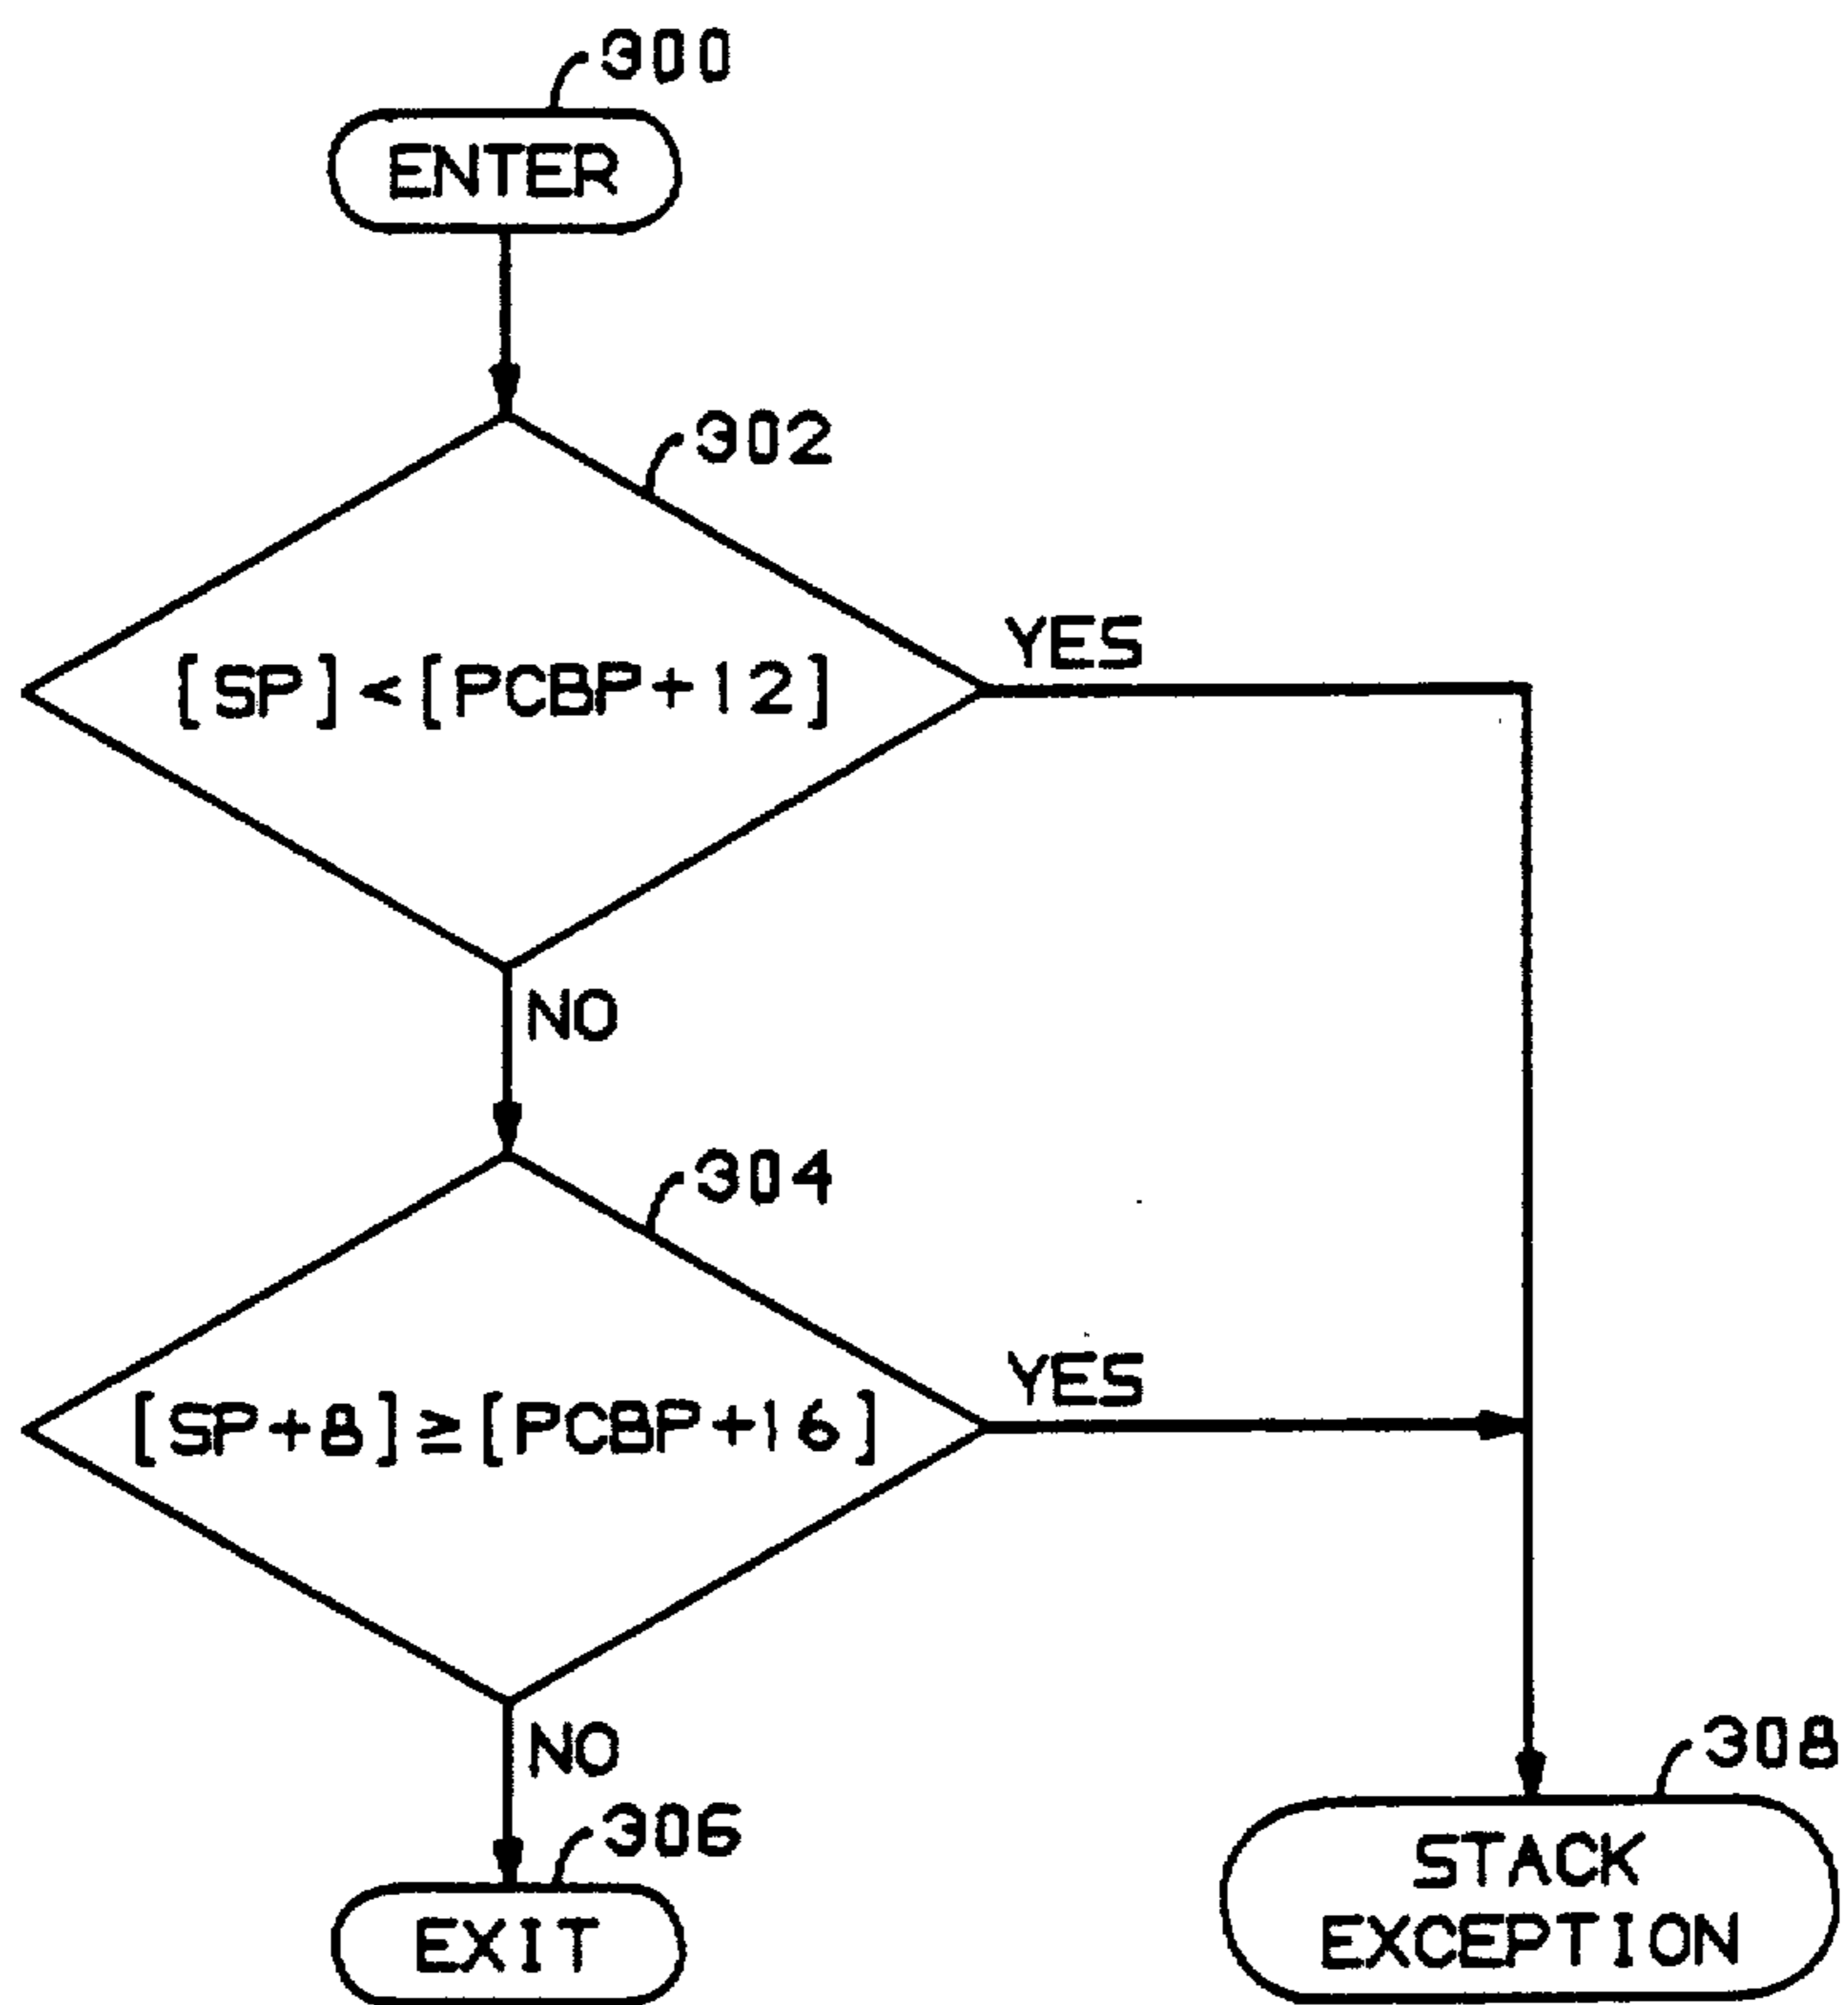 300
ENTER
302
[SP]<[PCBP+12]
YES
NO
304
[SP+8]≥[PCBP+16]
YES
NO
306
EXIT
308
STACK
EXCEPTION